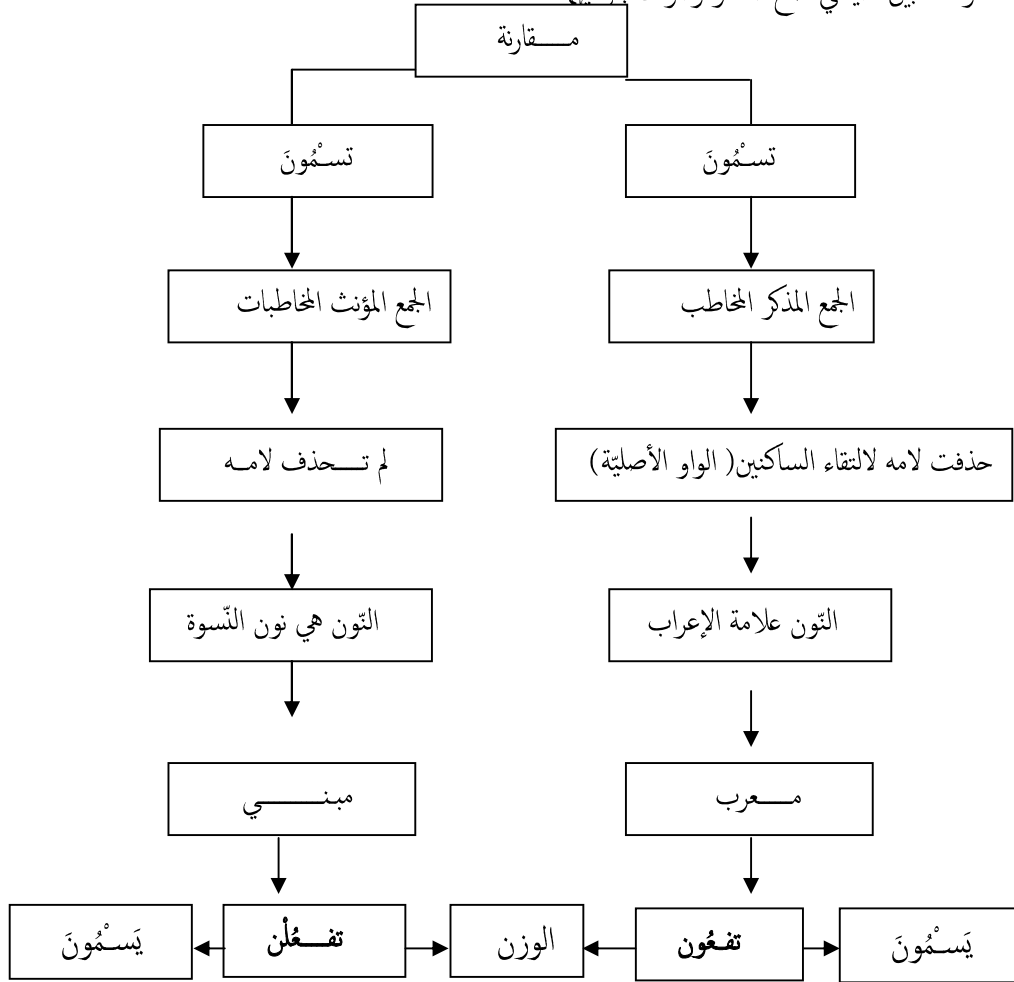 مـــقارنة
تسـْمُونَ
تسـْمُونَ
الجمع المذكر المخاطب
الجمع المؤنث المخاطبات
حذفت لامه لالتقاء الساكنين( الواو الأصليّة)
لم تـــحذف لامــه
النّون علامة الإعراب
النّون هي نون النّسوة
مـــعرب
مبنـــــي
يَسـْمُونَ
تفـعُون
الوزن
تفـــعُلْن
يَسـْمُونَ